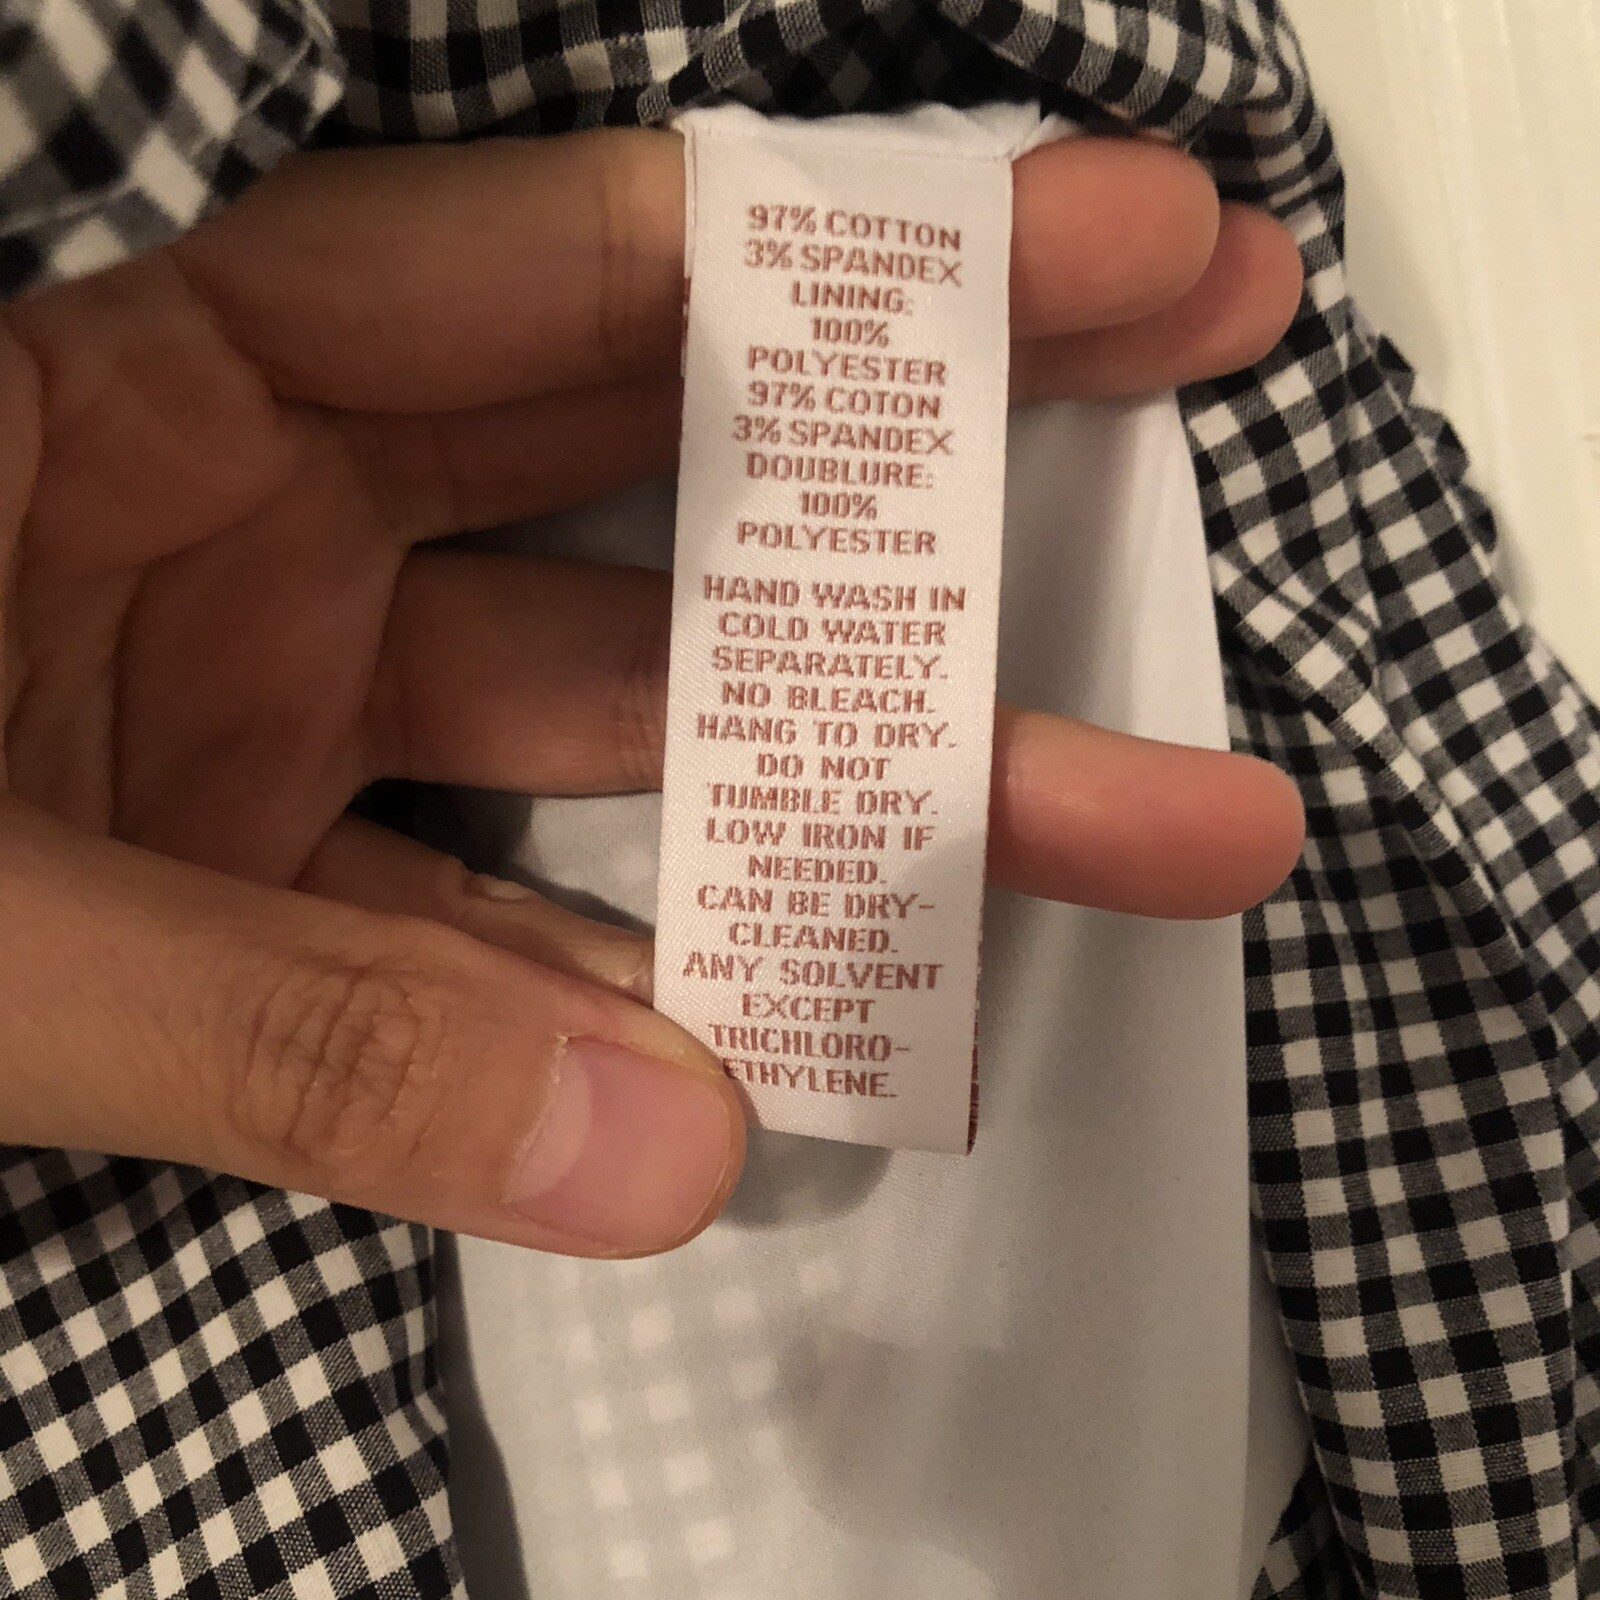 97% COTTON
3% SPANDEX
LINING:
100%
POLYESTER
97% COTON
3% SPANDEX
DOUBLURE:
100%
POLYESTER
HAND WASH IN
COLD WATER
SEPARATELY.
NO BLEACH.
HANG TO DRY.
DO NOT
TUMBLE DRY.
LOW IRON IF
NEEDED.
CAN BE DRY-
CLEANED.
ANY SOLVENT
EXCEPT
TRICHLORO-
ETHYLENE.